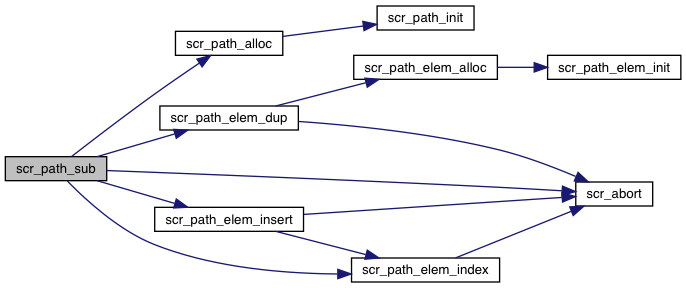 scr_path_init
scr_path_alloc
scr_path_elem_alloc
scr_path_elem_init
scr_path_elem_dup
scr_path_sub
scr_abort
scr_path_elem_insert
scr_path_elem_index